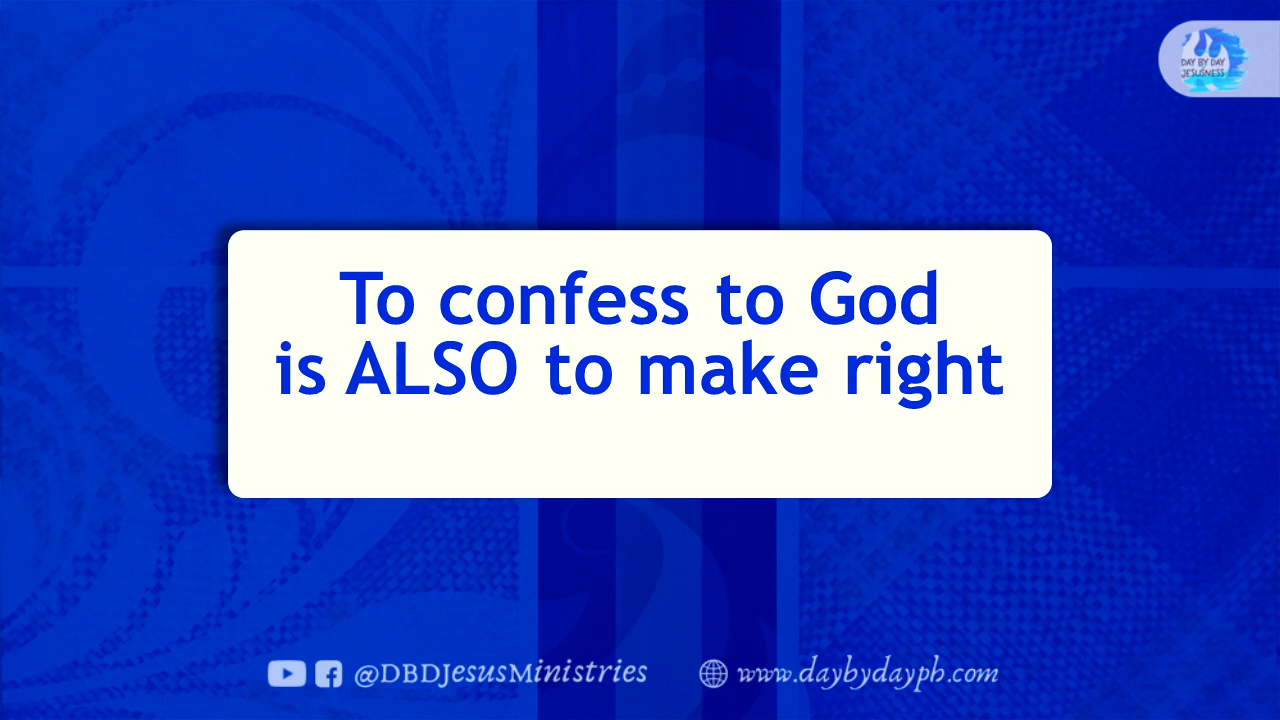 DAY BY DAY
JESUSNESS
To confess to God
is ALSO to make right
@DBDJesusMinistries
www.daybydayph.com